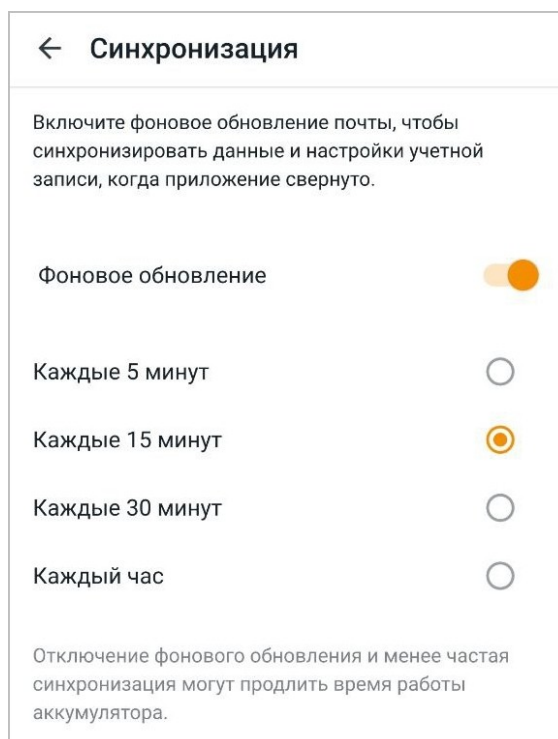 Синхронизация
Включите фоновое обновление почты, чтобы
синхронизировать данные и настройки учетной
записи, когда приложение свернуто.
Фоновое обновление
Каждые 5 минут
Каждые 15 минут
Каждые 30 минут
Каждый час
Отключение фонового обновления и менее частая
синхронизация могут продлить время работы
аккумулятора.